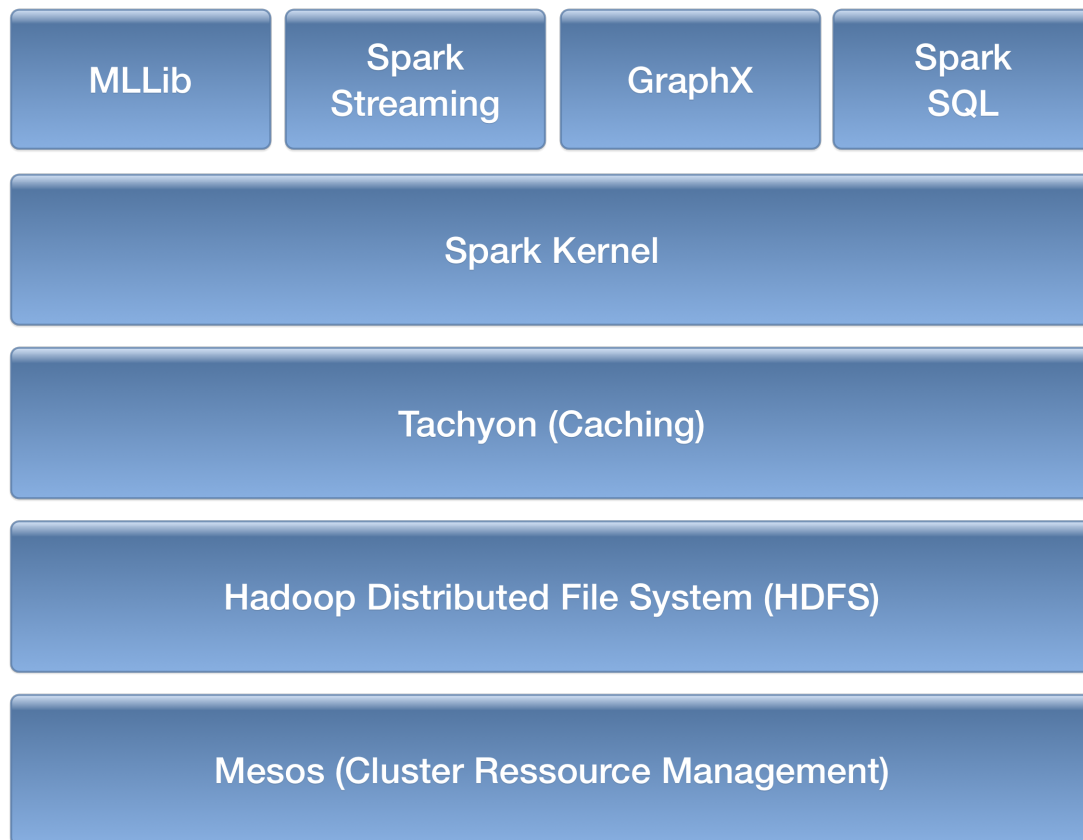 MLLib
Spark
Streaming
GraphX
Spark
SQL
Spark Kernel
Tachyon (Caching)
Hadoop Distributed File System (HDFS)
Mesos (Cluster Ressource Management)